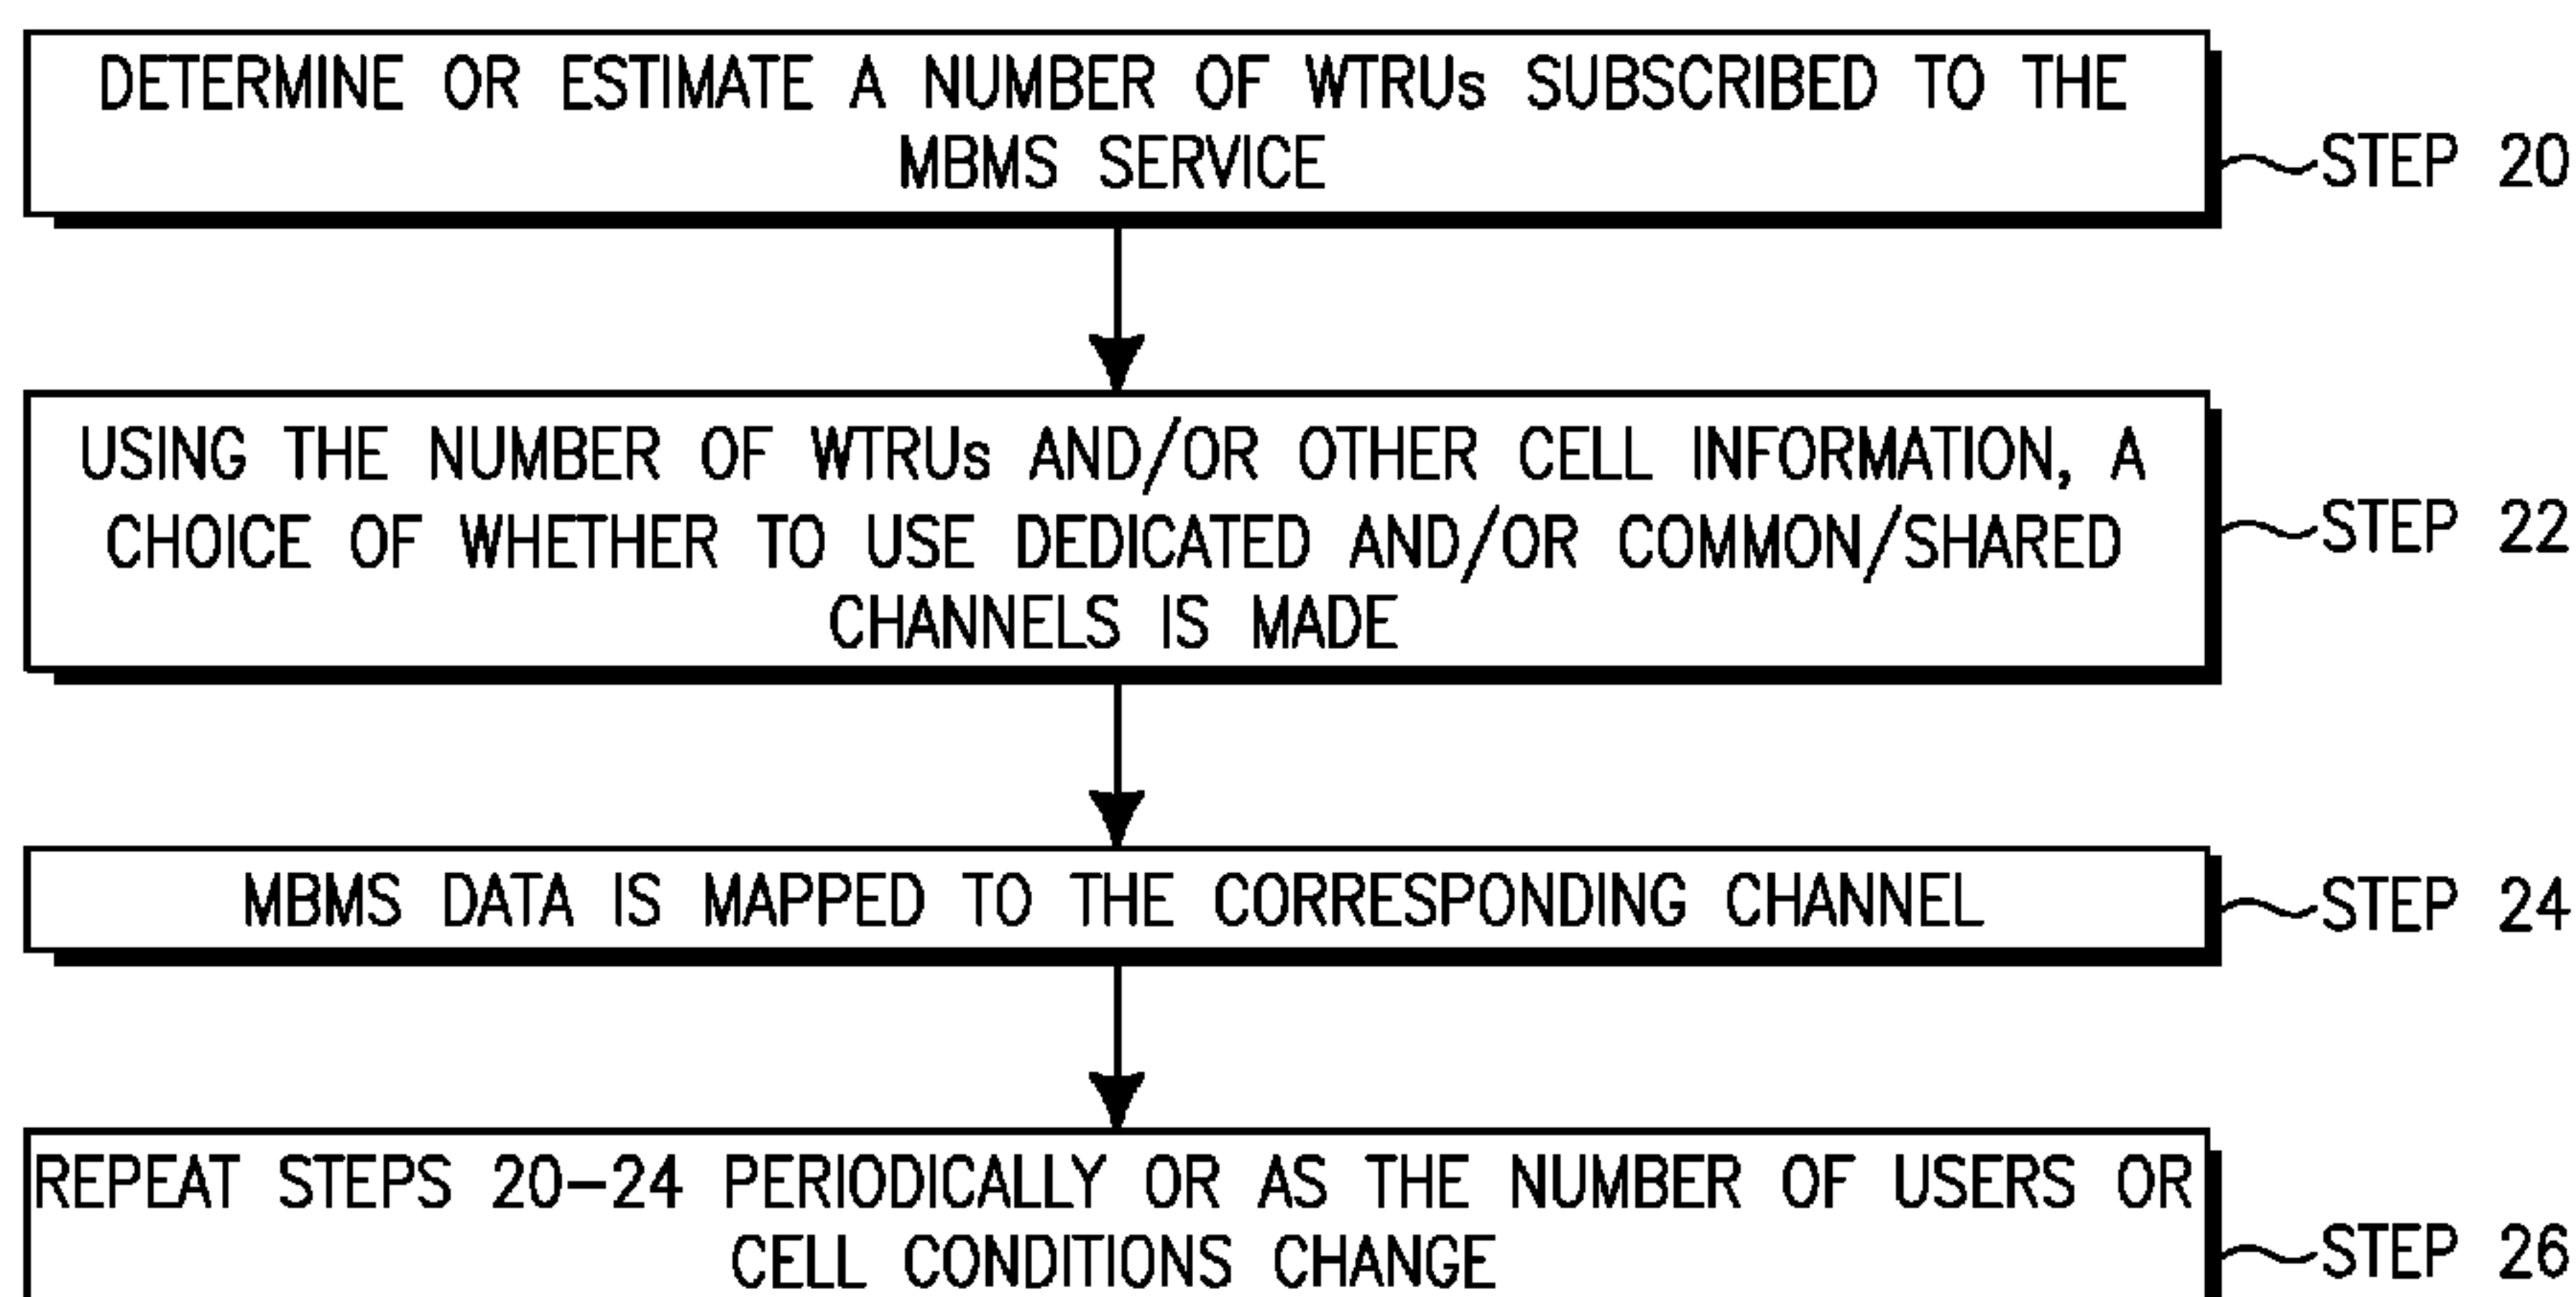 DETERMINE OR ESTIMATE A NUMBER OF WTRUs SUBSCRIBED TO THE
MBMS SERVICE
STEP 20
USING THE NUMBER OF WTRUs AND/OR OTHER CELL INFORMATION, A
CHOICE OF WHETHER TO USE DEDICATED AND/OR COMMON/SHARED
CHANNELS IS MADE
STEP 22
MBMS DATA IS MAPPED TO THE CORRESPONDING CHANNEL
STEP 24
REPEAT STEPS 20-24 PERIODICALLY OR AS THE NUMBER OF USERS OR
CELL CONDITIONS CHANGE
STEP 26